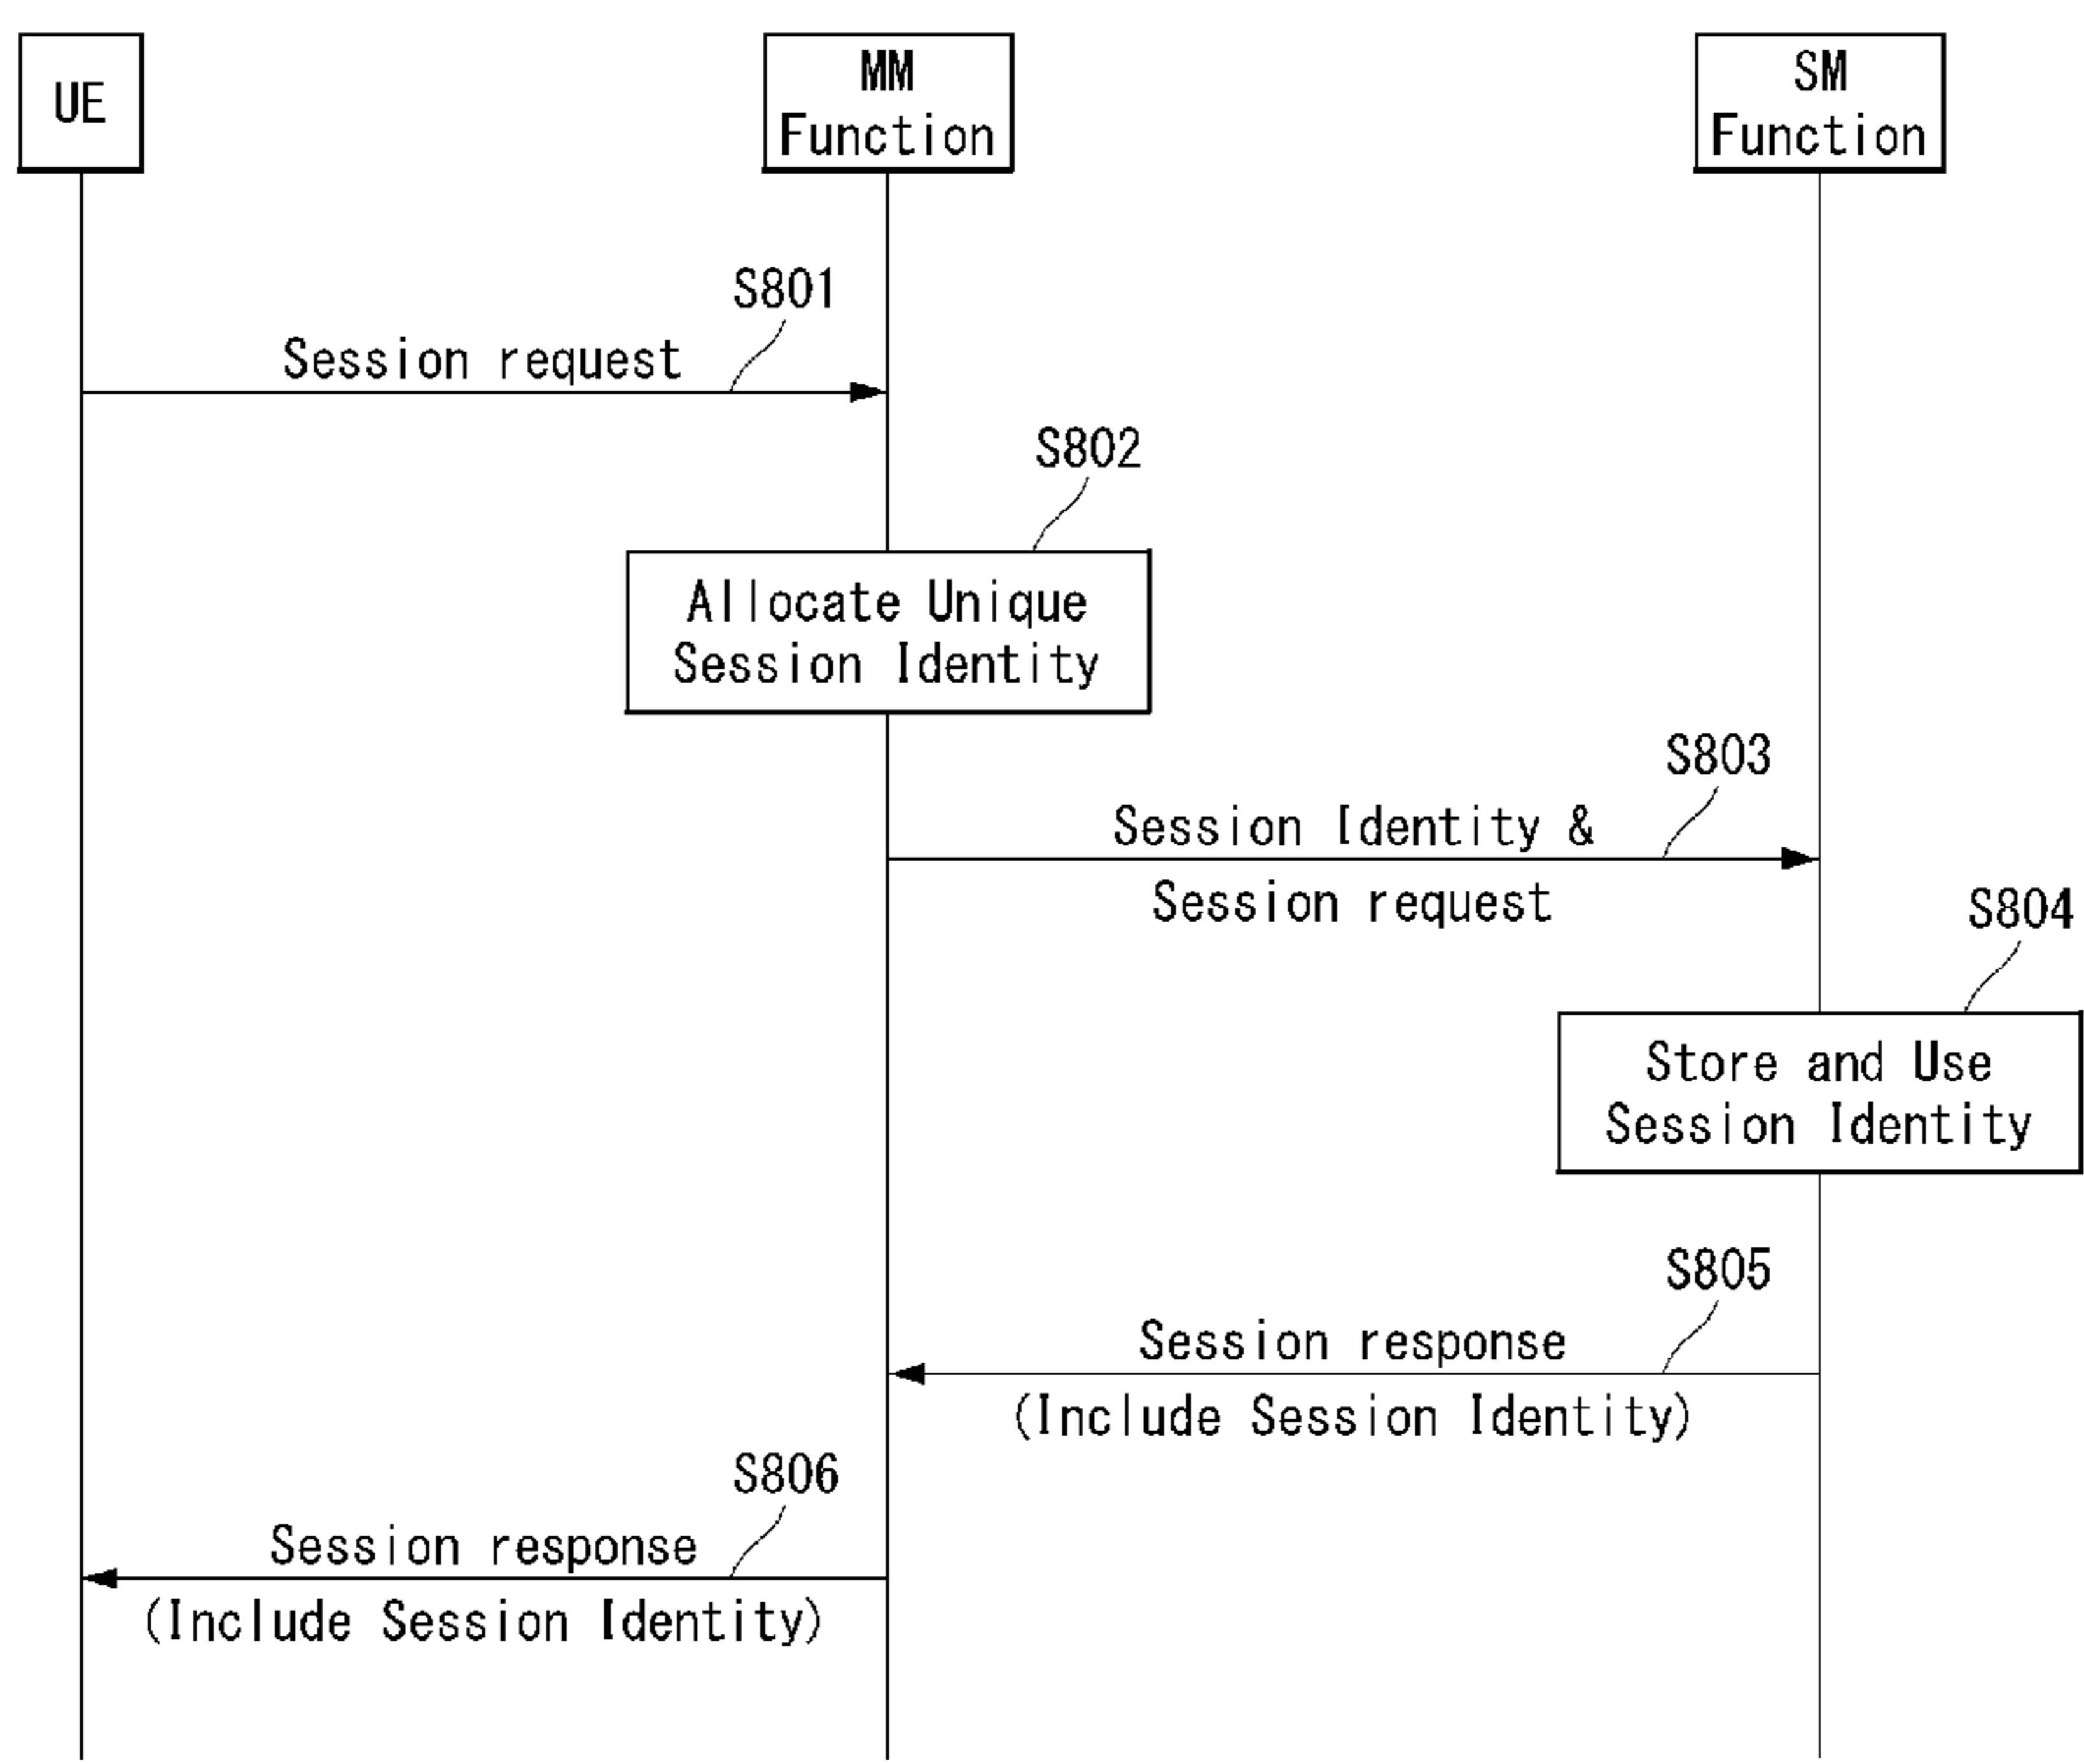 UE
MM
Function
SM
Function
S801
Session request
S802
Allocate Unique
Session Identity
S803
Session Identity &
Session request
S804
Store and Use
Session Identity
S805
Session response
(Include Session Identity)
S806
Session response
(Include Session Identity)